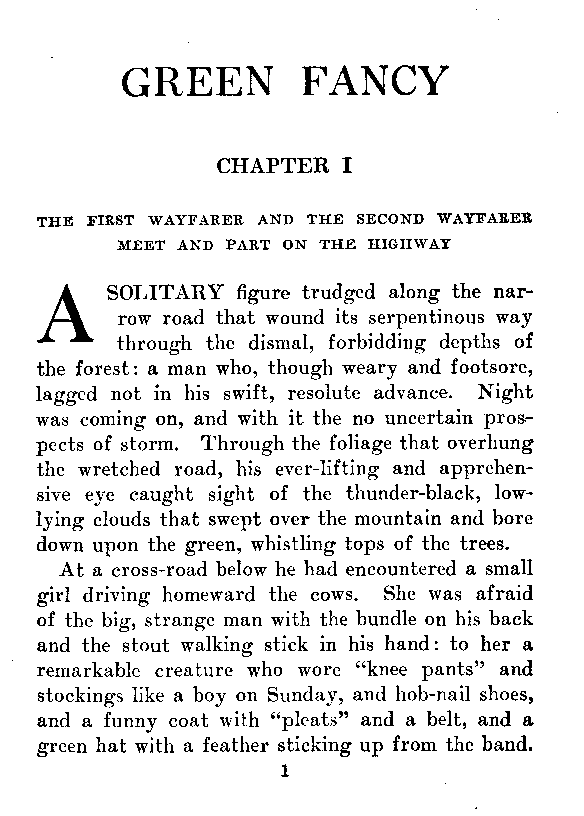 GREEN FANCY
CHAPTER I
THE FIRST WAYFARER AND THE SECOND WAYFARER
MEET AND PART ON THE HIGHWAY
A SOLITARY figure trudged along the nar-
row road that wound its serpentinous way
through the dismal, forbidding depths of
the forest: a man who, though weary and footsore,
lagged not in his swift, resolute advance. Night
was coming on, and with it the no uncertain pros-
pects of storm. Through the foliage that overhung
the wretched road, his ever-lifting and apprehen-
sive eye caught sight of the thunder-black, low-
lying clouds that swept over the mountain and bore
down upon the green, whistling tops of the trees.
At a cross-road below he had encountered a small
girl driving homeward the cows. She was afraid
of the big, strange man with the bundle on his back
and the stout walking stick in his hand: to her a
remarkable creature who wore "knee pants" and
stockings like a boy on Sunday, and hob-nail shoes,
and a funny coat with "pleats" and a belt, and a
green hat with a feather sticking up from the band.
1